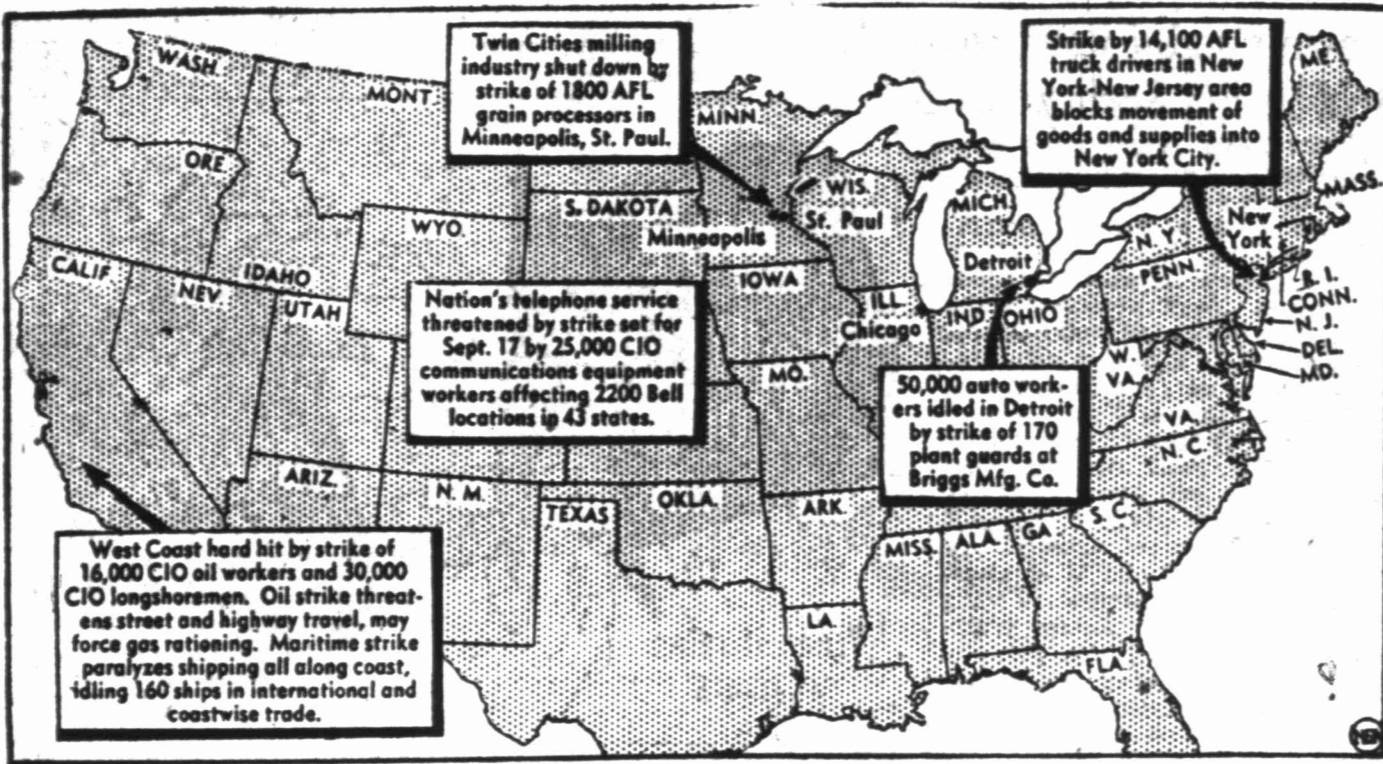 Twin Cities milling
industry shut down by
strike of 1800 AFL
grain processors in
Minneapolis, St. Paul.
Strike by 14,100 AFL
truck drivers in New
York-New Jersey area
blocks movement of
goods and supplies into
New York City.
WASH.
MONT
MINN.
ME.
ORE
WIS.
MICH.
MASS.
S. DAKOTA
St. Paul
New
York
WYO.
Minneapolis
N. Y.
CALIF
IDAHO
Detroit
PENN.
NEV
UTAH
IOWA
ILL.
Chicago
IND
OHIO
R. I.
CONN.
N. J.
DEL.
MD.
W.
VA.
MO.
Nation's telephone service
threatened by strike set for
Sept. 17 by 25,000 CIO
communications equipment
workers affecting 2200 Bell
locations in 43 states.
50,000 auto work-
ers idled in Detroit
by strike of 170
plant guards at
Briggs Mfg. Co.
VA.
N. C.
ARIZ.
N. M.
TEXAS
OKLA.
ARK.
S. C.
MISS.
ALA.
GA
LA.
FLA.
West Coast hard hit by strike of
16,000 CIO oil workers and 30,000
CIO longshoremen. Oil strike threat-
ens street and highway travel, may
force gas rationing. Maritime strike
paralyzes shipping all along coast,
idling 160 ships in international and
coastwise trade.
NEA